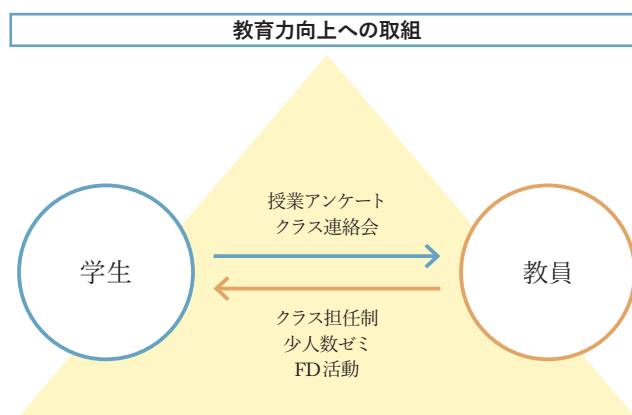 教育力向上への取組
授業アンケート
クラス連絡会
学生
教員
クラス担任制
少人数ゼミ
FD活動